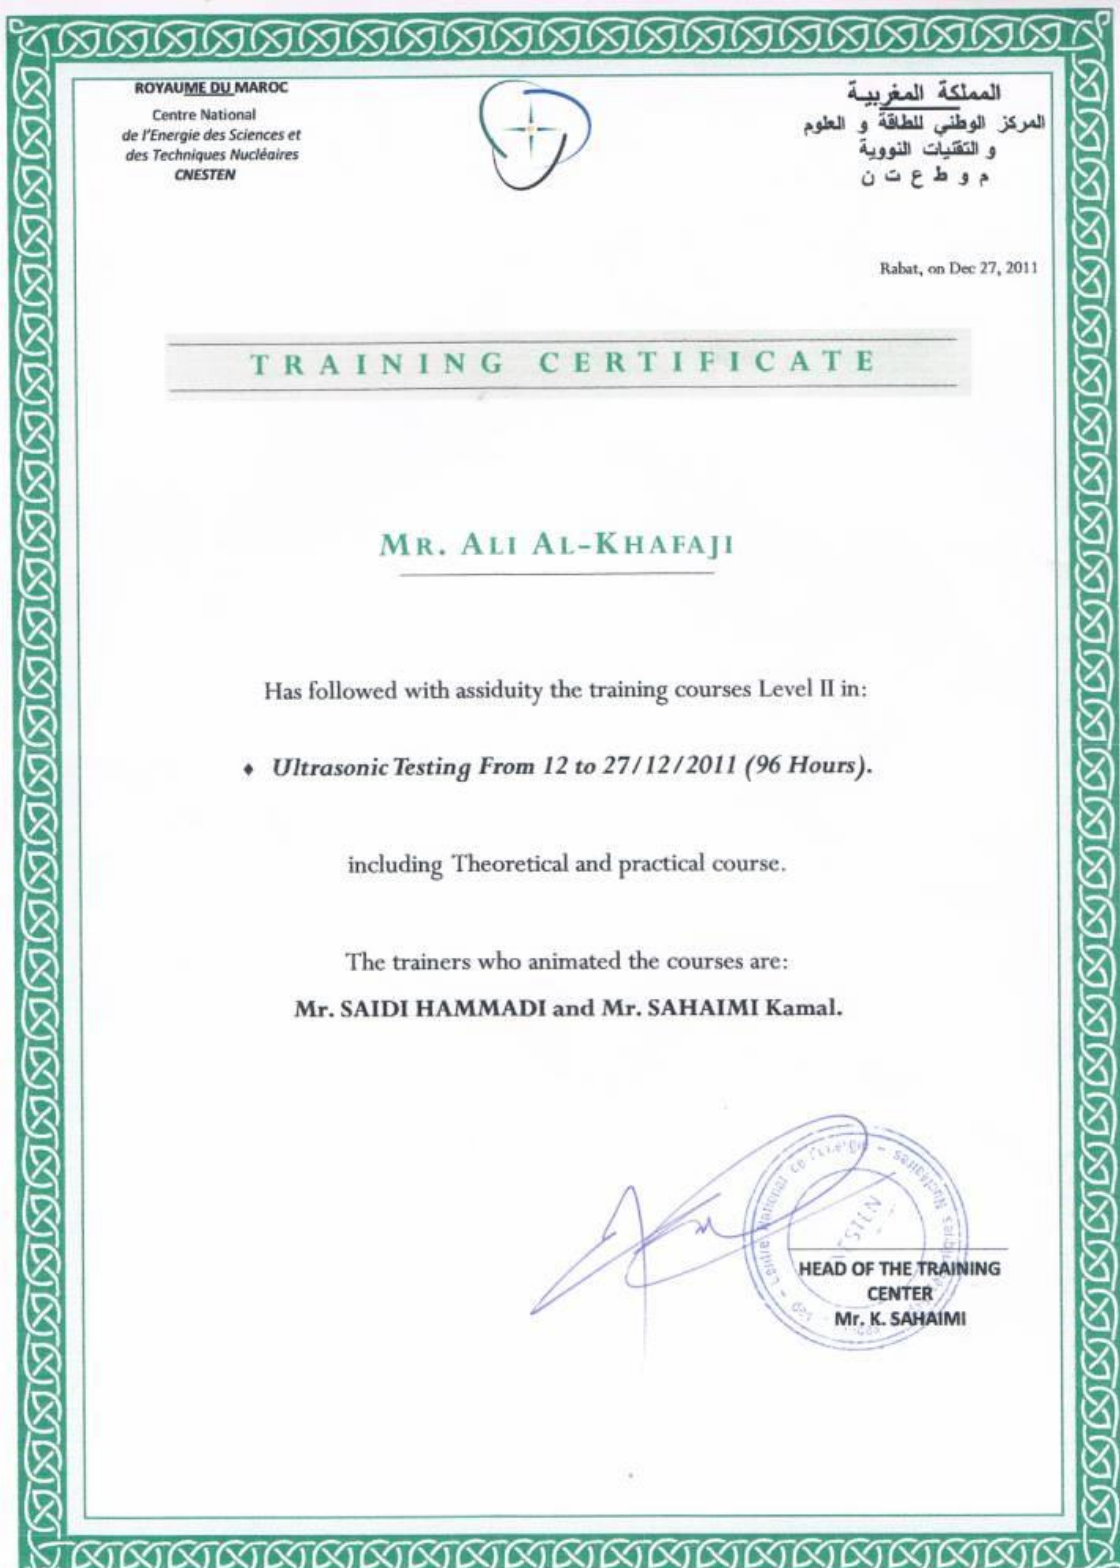 ROYAUME DU MAROC
Centre National
de l'Energie des Sciences et
des Techniques Nucléaires
CNESTEN
المملكة المغربية
المركز الوطني للطاقة و العلوم
و التقنيات النووية
م و ط ع ت ن
Rabat, on Dec 27, 2011
TRAINING CERTIFICATE
MR. ALI AL-KHAFAJI
Has followed with assiduity the training courses Level II in:
♦ Ultrasonic Testing From 12 to 27/12/2011 (96 Hours).
including Theoretical and practical course.
The trainers who animated the courses are:
Mr. SAIDI HAMMADI and Mr. SAHAIMI Kamal.
Centre National de
HEAD OF THE TRAINING
CENTER
Mr. K. SAHAIMI